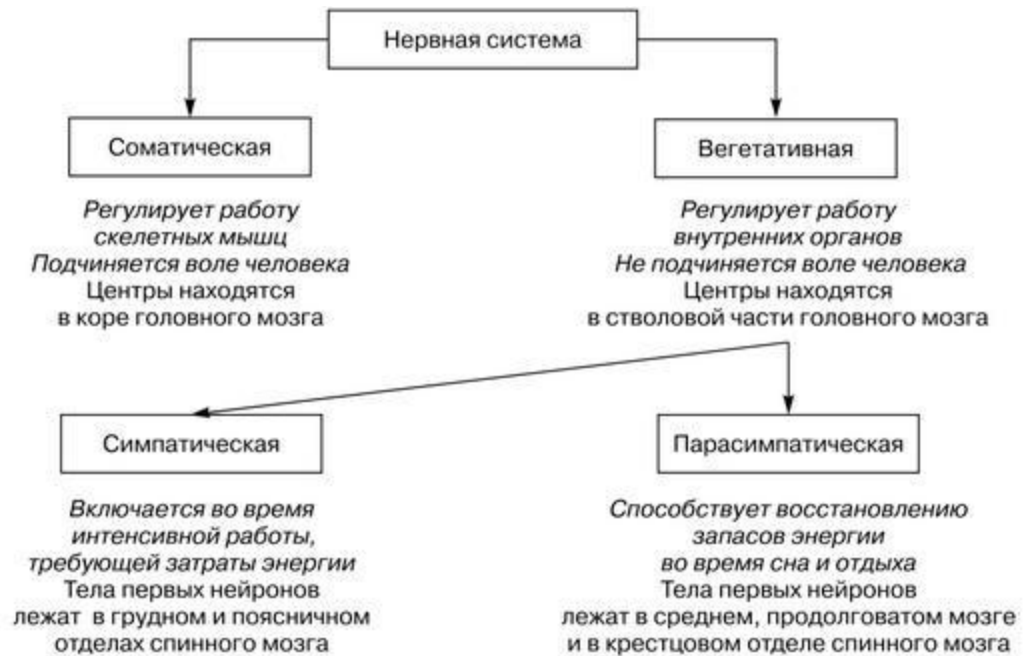 Нервная система
Соматическая
Вегетативная
Регулирует работу
скелетных мышц
Подчиняется воле человека
Центры находятся
в коре головного мозга
Регулирует работу
внутренних органов
Не подчиняется воле человека
Центры находятся
в стволовой части головного мозга
Симпатическая
Парасимпатическая
Включается во время
интенсивной работы,
требующей затраты энергии
Тела первых нейронов
лежат в грудном и поясничном
отделах спинного мозга
Способствует восстановлению
запасов энергии
во время сна и отдыха
Тела первых нейронов
лежат в среднем, продолговатом мозге
и в крестцовом отделе спинного мозга